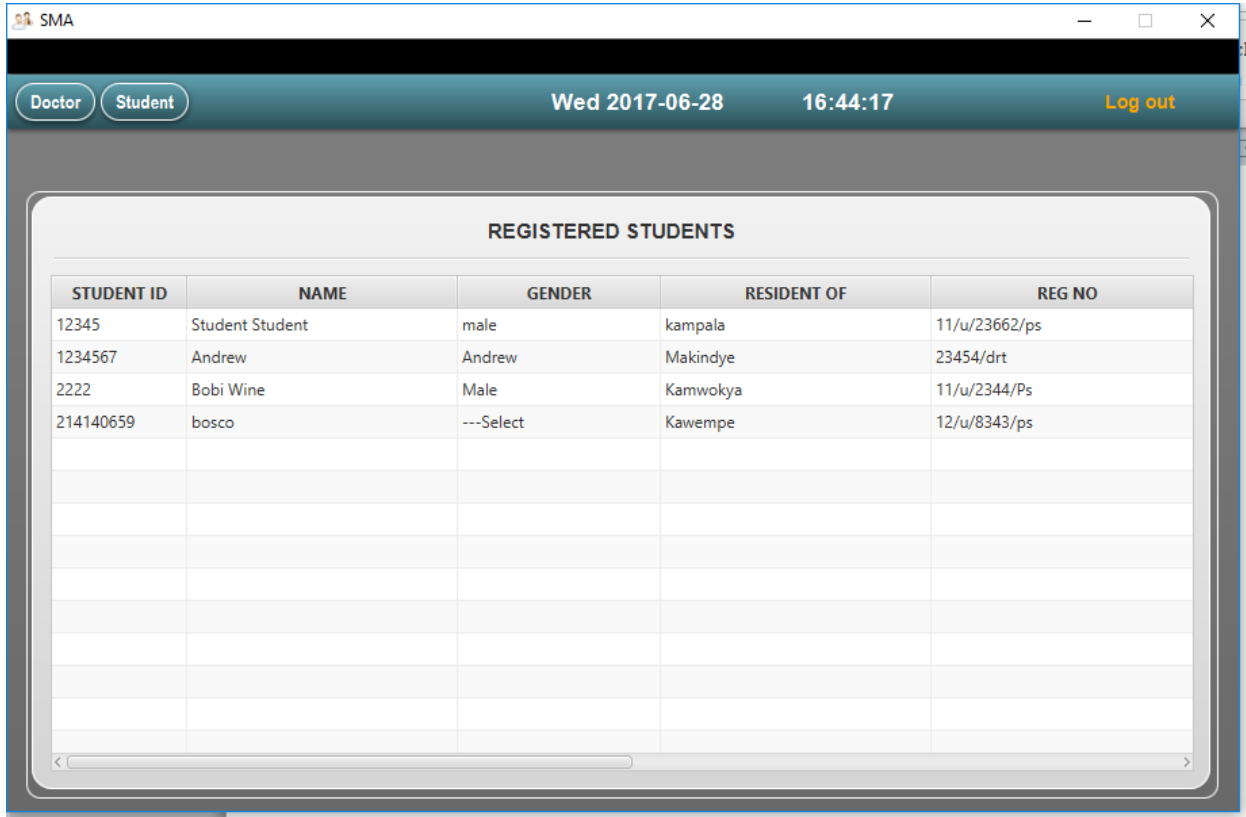 SMA
Doctor Student Wed 2017-06-28 16:44:17 Log out
REGISTERED STUDENTS
STUDENT ID NAME GENDER RESIDENT OF REG NO
12345 Student Student male kampala 11/u/23662/ps
1234567 Andrew Andrew Makindye 23454/drt
2222 Bobi Wine Male Kamwokya 11/u/2344/Ps
214140659 bosco ---Select Kawempe 12/u/8343/ps